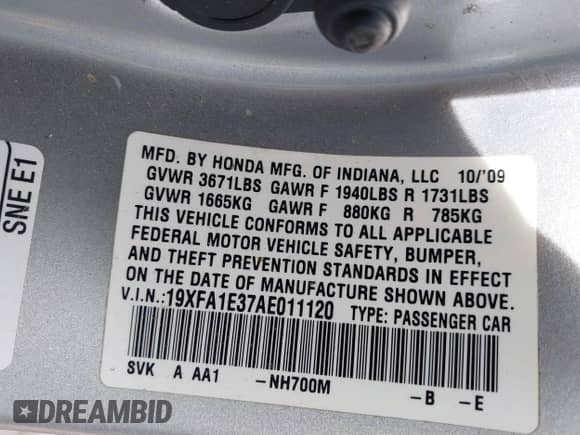 SNE E1
MFD. BY HONDA MFG. OF INDIANA, LLC 10/'09
GVWR 3671LBS GAWR F 1940LBS R 1731LBS
GVWR 1665KG GAWR F 880KG R 785KG
THIS VEHICLE CONFORMS TO ALL APPLICABLE
FEDERAL MOTOR VEHICLE SAFETY, BUMPER,
AND THEFT PREVENTION STANDARDS IN EFFECT
ON THE DATE OF MANUFACTURE SHOWN ABOVE.
V.I.N.:19XFA1E37AE011120 TYPE: PASSENGER CAR
SVK A AA1 -NH700M -B -E
DREAMBID